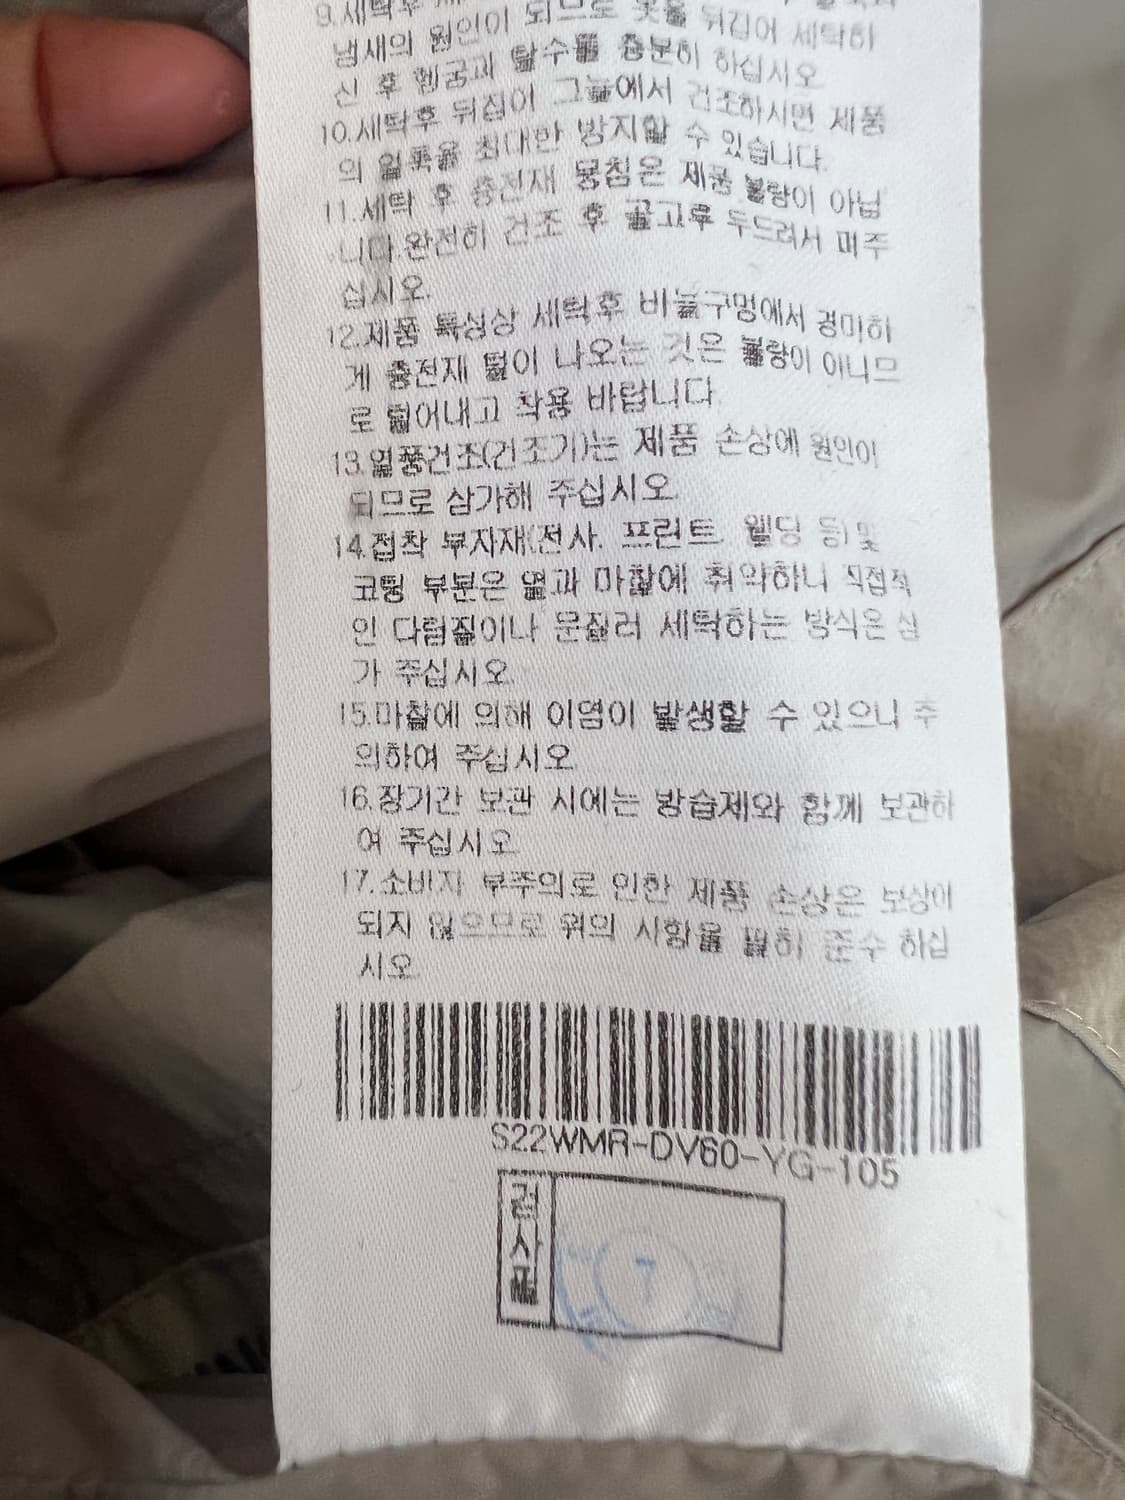 9.세탁후
냄새의 원인이 되므로 옷을 뒤집어 세탁하
신 후 헹굼과 탈수를 충분히 하십시오
10.세탁후 뒤집어 그늘에서 건조하시면 제품
의 얼룩을 최대한 방지할 수 있습니다.
11.세탁 후 충전재 뭉침은 제품 불량이 아닙
니다.완전히 건조 후 골고루 두드려서 펴주
십시오.
12.제품 특성상 세탁후 바늘구멍에서 경미하
게 충전재 털이 나오는 것은 불량이 아니므
로 털어내고 착용 바랍니다.
13.열풍건조(건조기)는 제품 손상에 원인이
되므로 삼가해 주십시오.
14.접착 부자재(전사. 프린트. 웰딩 등)및
코팅 부분은 열과 마찰에 취약하니 직접적
인 다림질이나 문질러 세탁하는 방식은 삼
가 주십시오.
15.마찰에 의해 이염이 발생할 수 있으니 주
의하여 주십시오.
16.장기간 보관 시에는 방습제와 함께 보관하
여 주십시오.
17.소비자 부주의로 인한 제품 손상은 보상이
되지 않으므로 위의 사항을 필히 준수 하십
시오.
S22WMR-DV60-YG-105
검사필
7